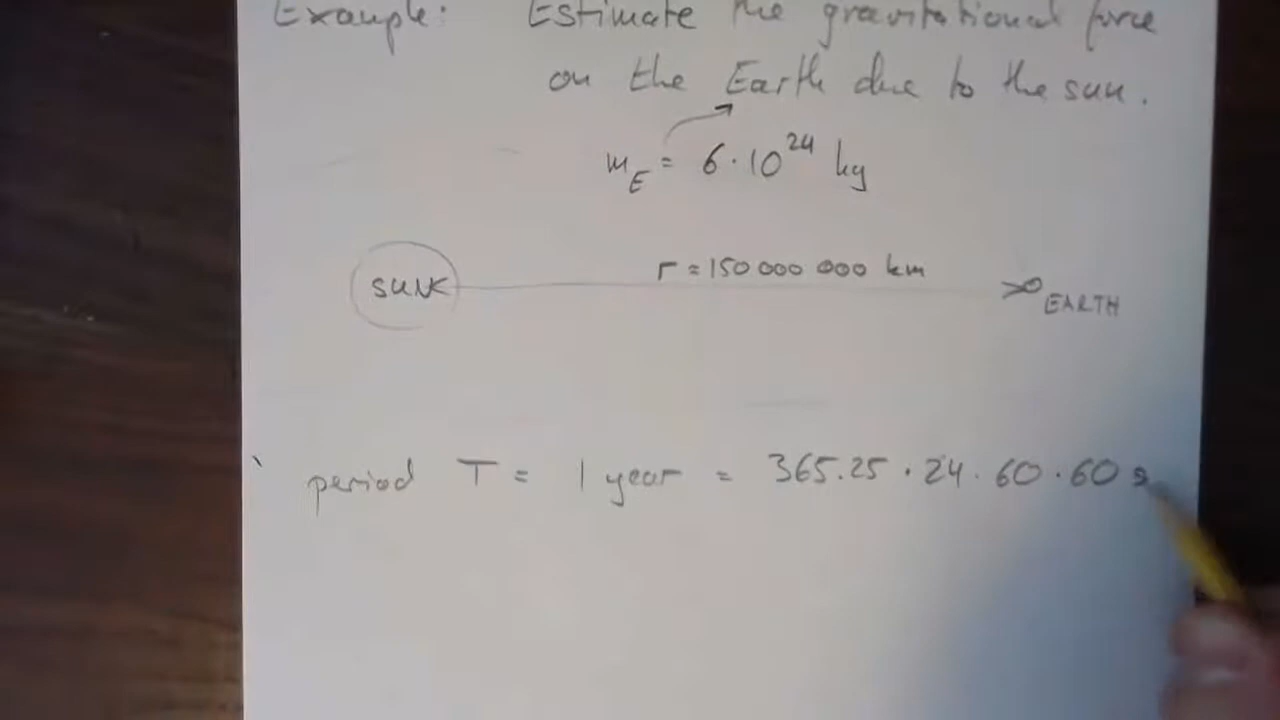 Example: Estimate the gravitational force
on the Earth due to the sun.
m_E = 6·10^24 kg
r = 150 000 000 km
SUN
EARTH
period T = 1 year = 365.25 · 24 · 60 · 60 s